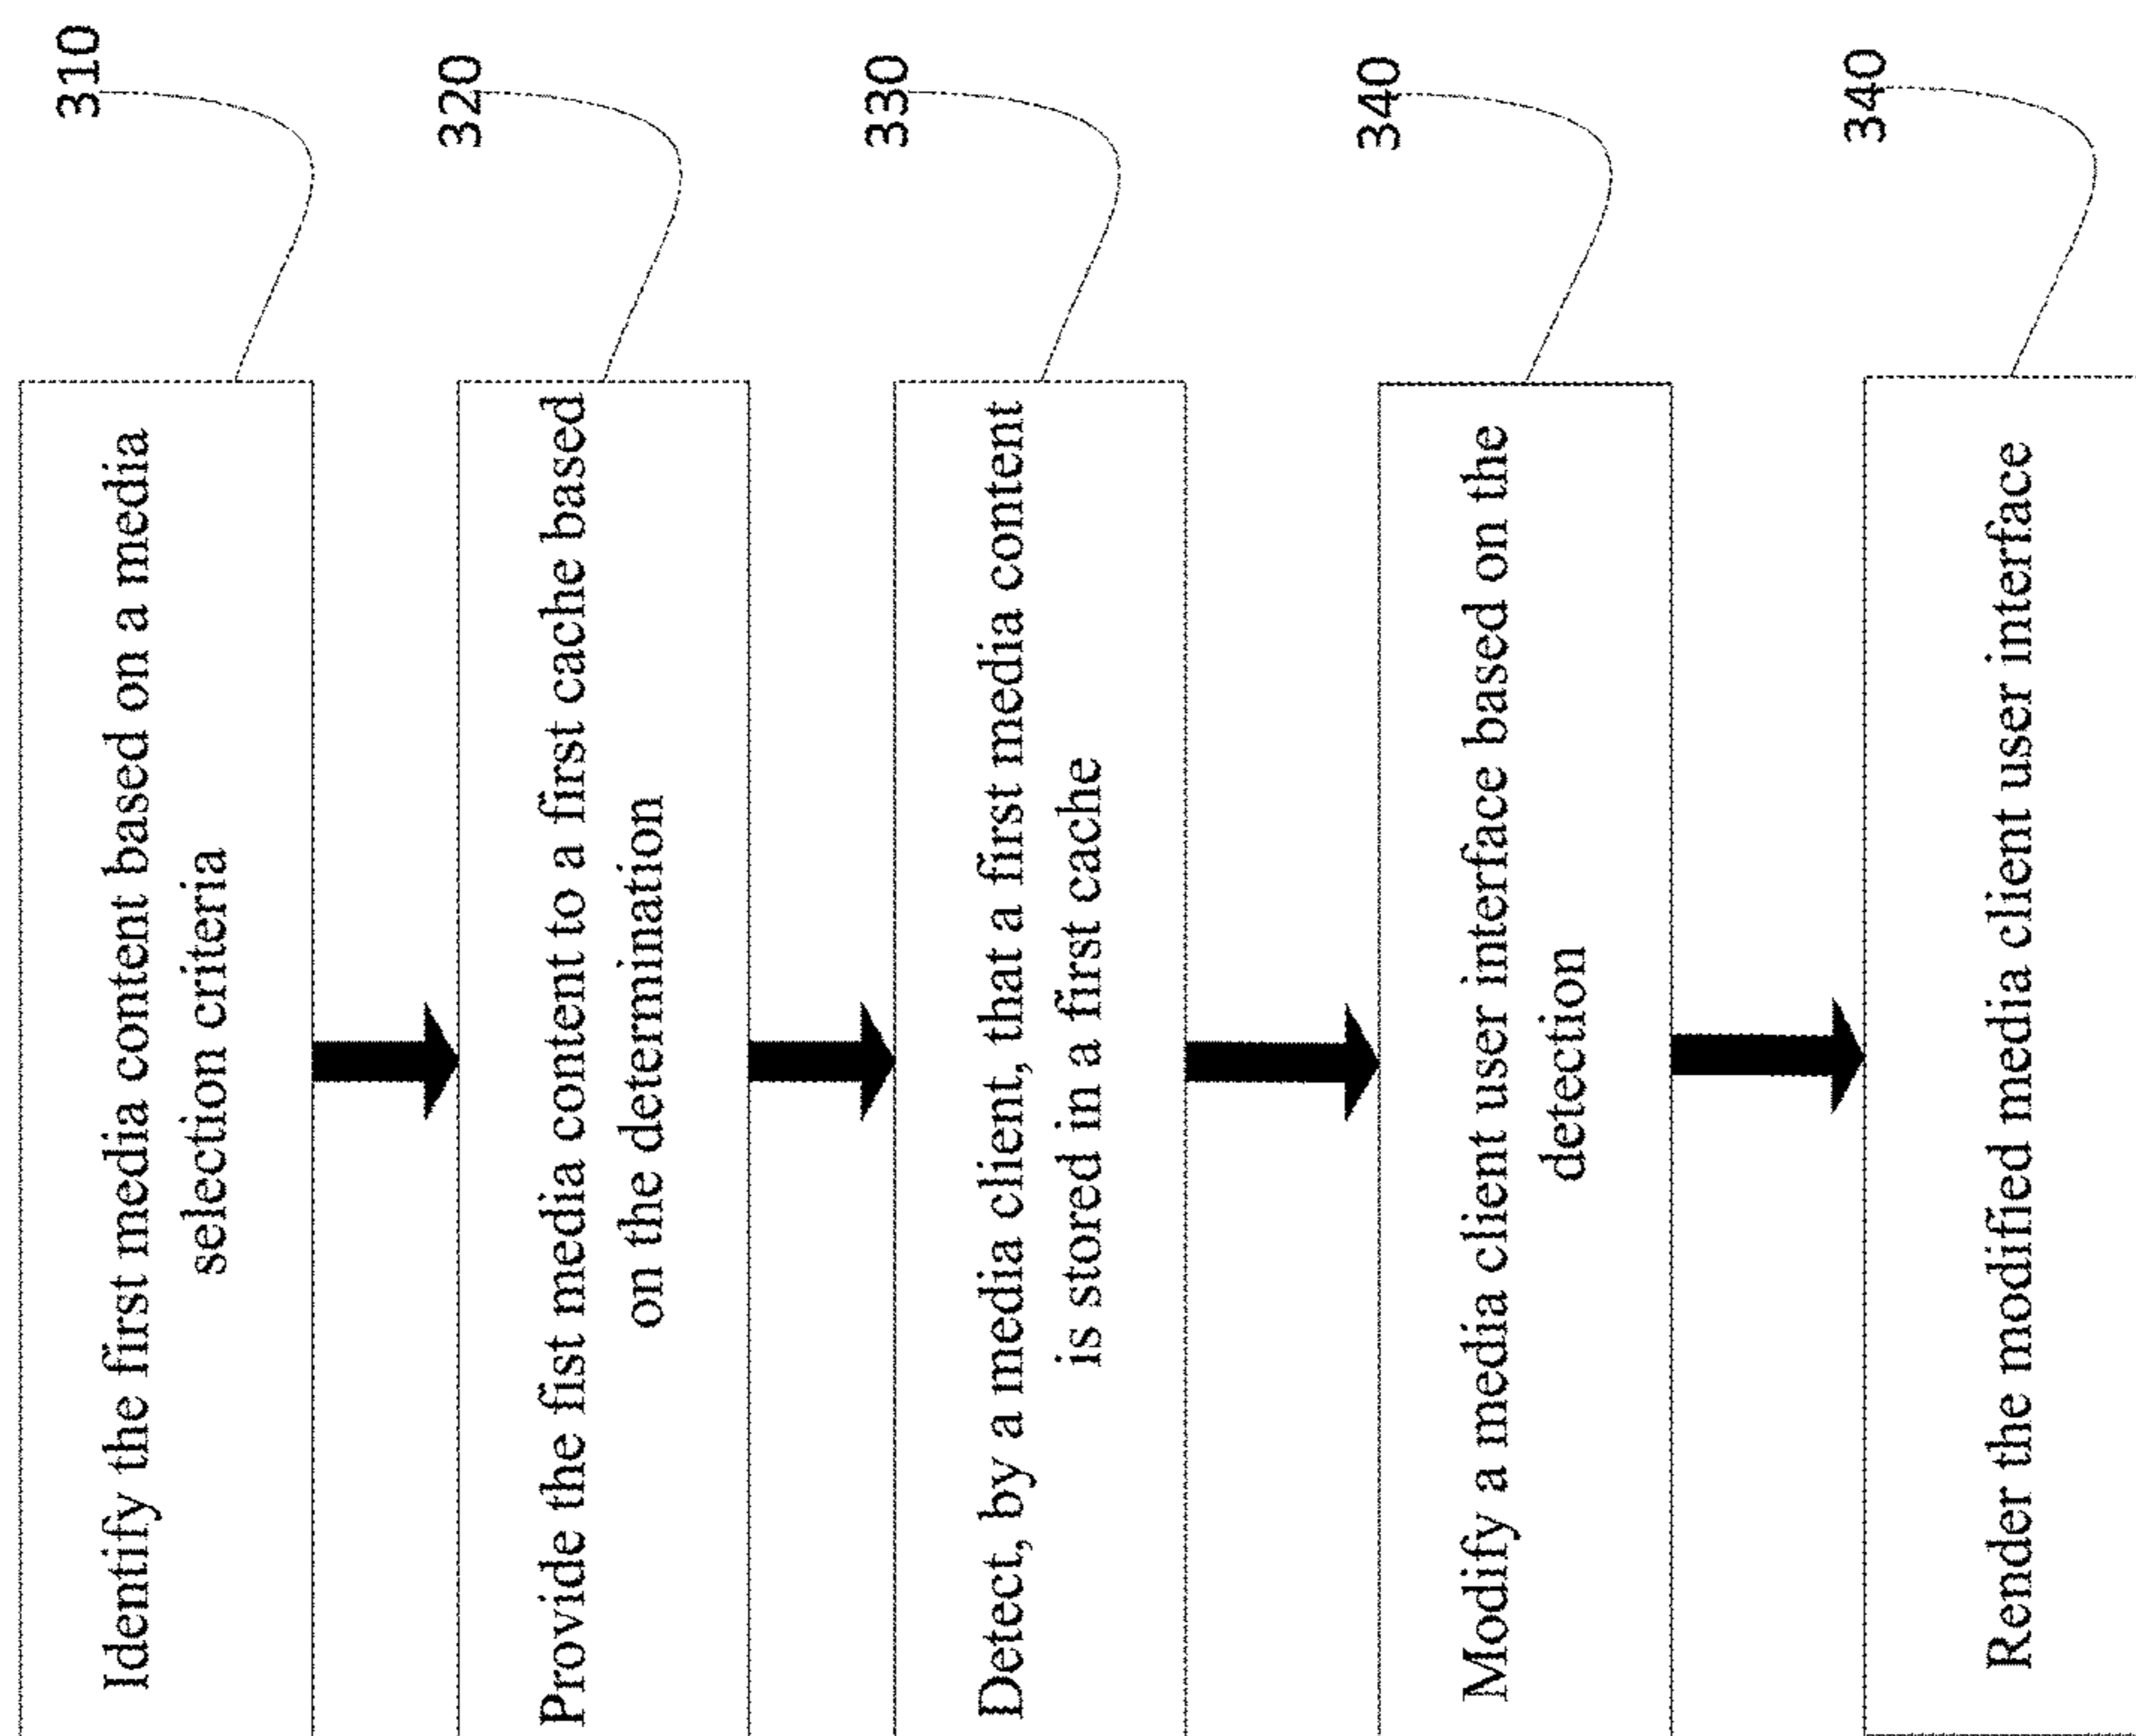 310
Identify the first media content based on a media
selection criteria
320
Provide the fist media content to a first cache based
on the determination
330
Detect, by a media client, that a first media content
is stored in a first cache
340
Modify a media client user interface based on the
detection
340
Render the modified media client user interface